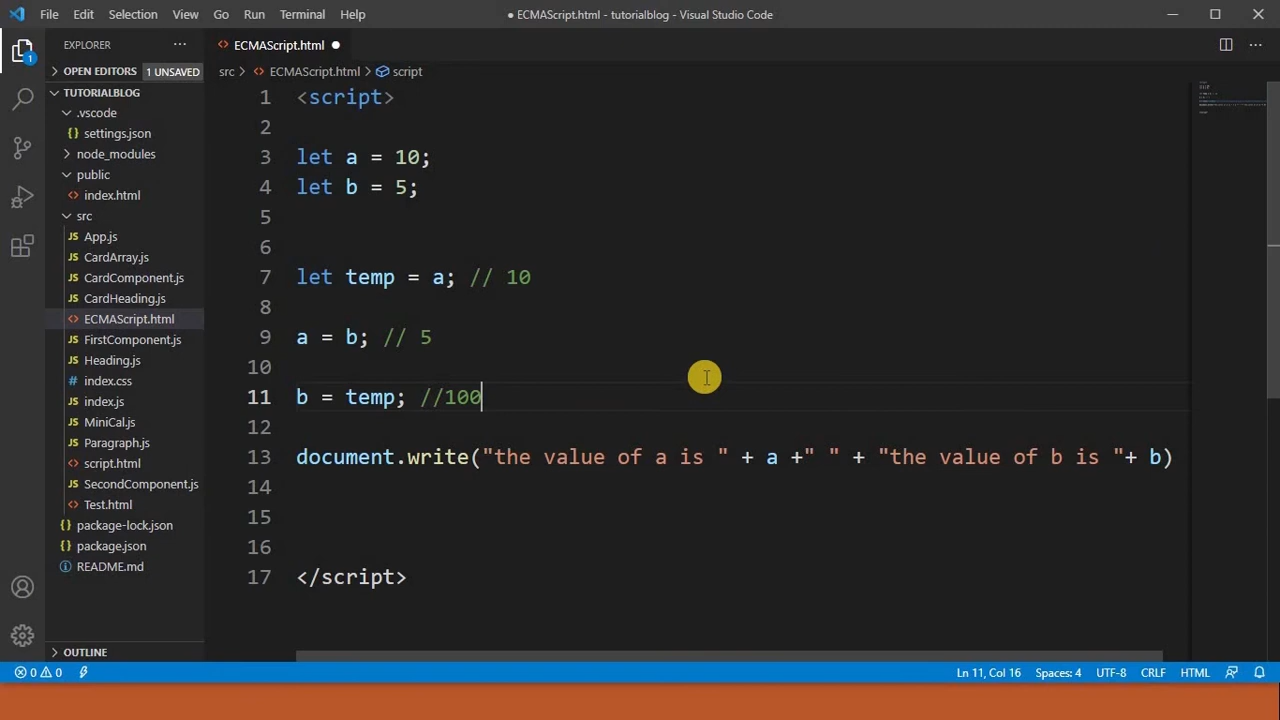 File Edit Selection View Go Run Terminal Help ● ECMAScript.html - tutorialblog - Visual Studio Code
EXPLORER
OPEN EDITORS 1 UNSAVED
TUTORIALBLOG
.vscode
settings.json
node_modules
public
index.html
src
App.js
CardArray.js
CardComponent.js
CardHeading.js
ECMAScript.html
FirstComponent.js
Heading.js
index.css
index.js
MiniCal.js
Paragraph.js
script.html
SecondComponent.js
Test.html
package-lock.json
package.json
README.md
OUTLINE
1
ECMAScript.html ●
src > ECMAScript.html > script
1 <script>
2
3 let a = 10;
4 let b = 5;
5
6
7 let temp = a; // 10
8
9 a = b; // 5
10
11 b = temp; //100
12
13 document.write("the value of a is " + a +" " + "the value of b is "+ b)
14
15
16
17 </script>
0 0 Ln 11, Col 16 Spaces: 4 UTF-8 CRLF HTML